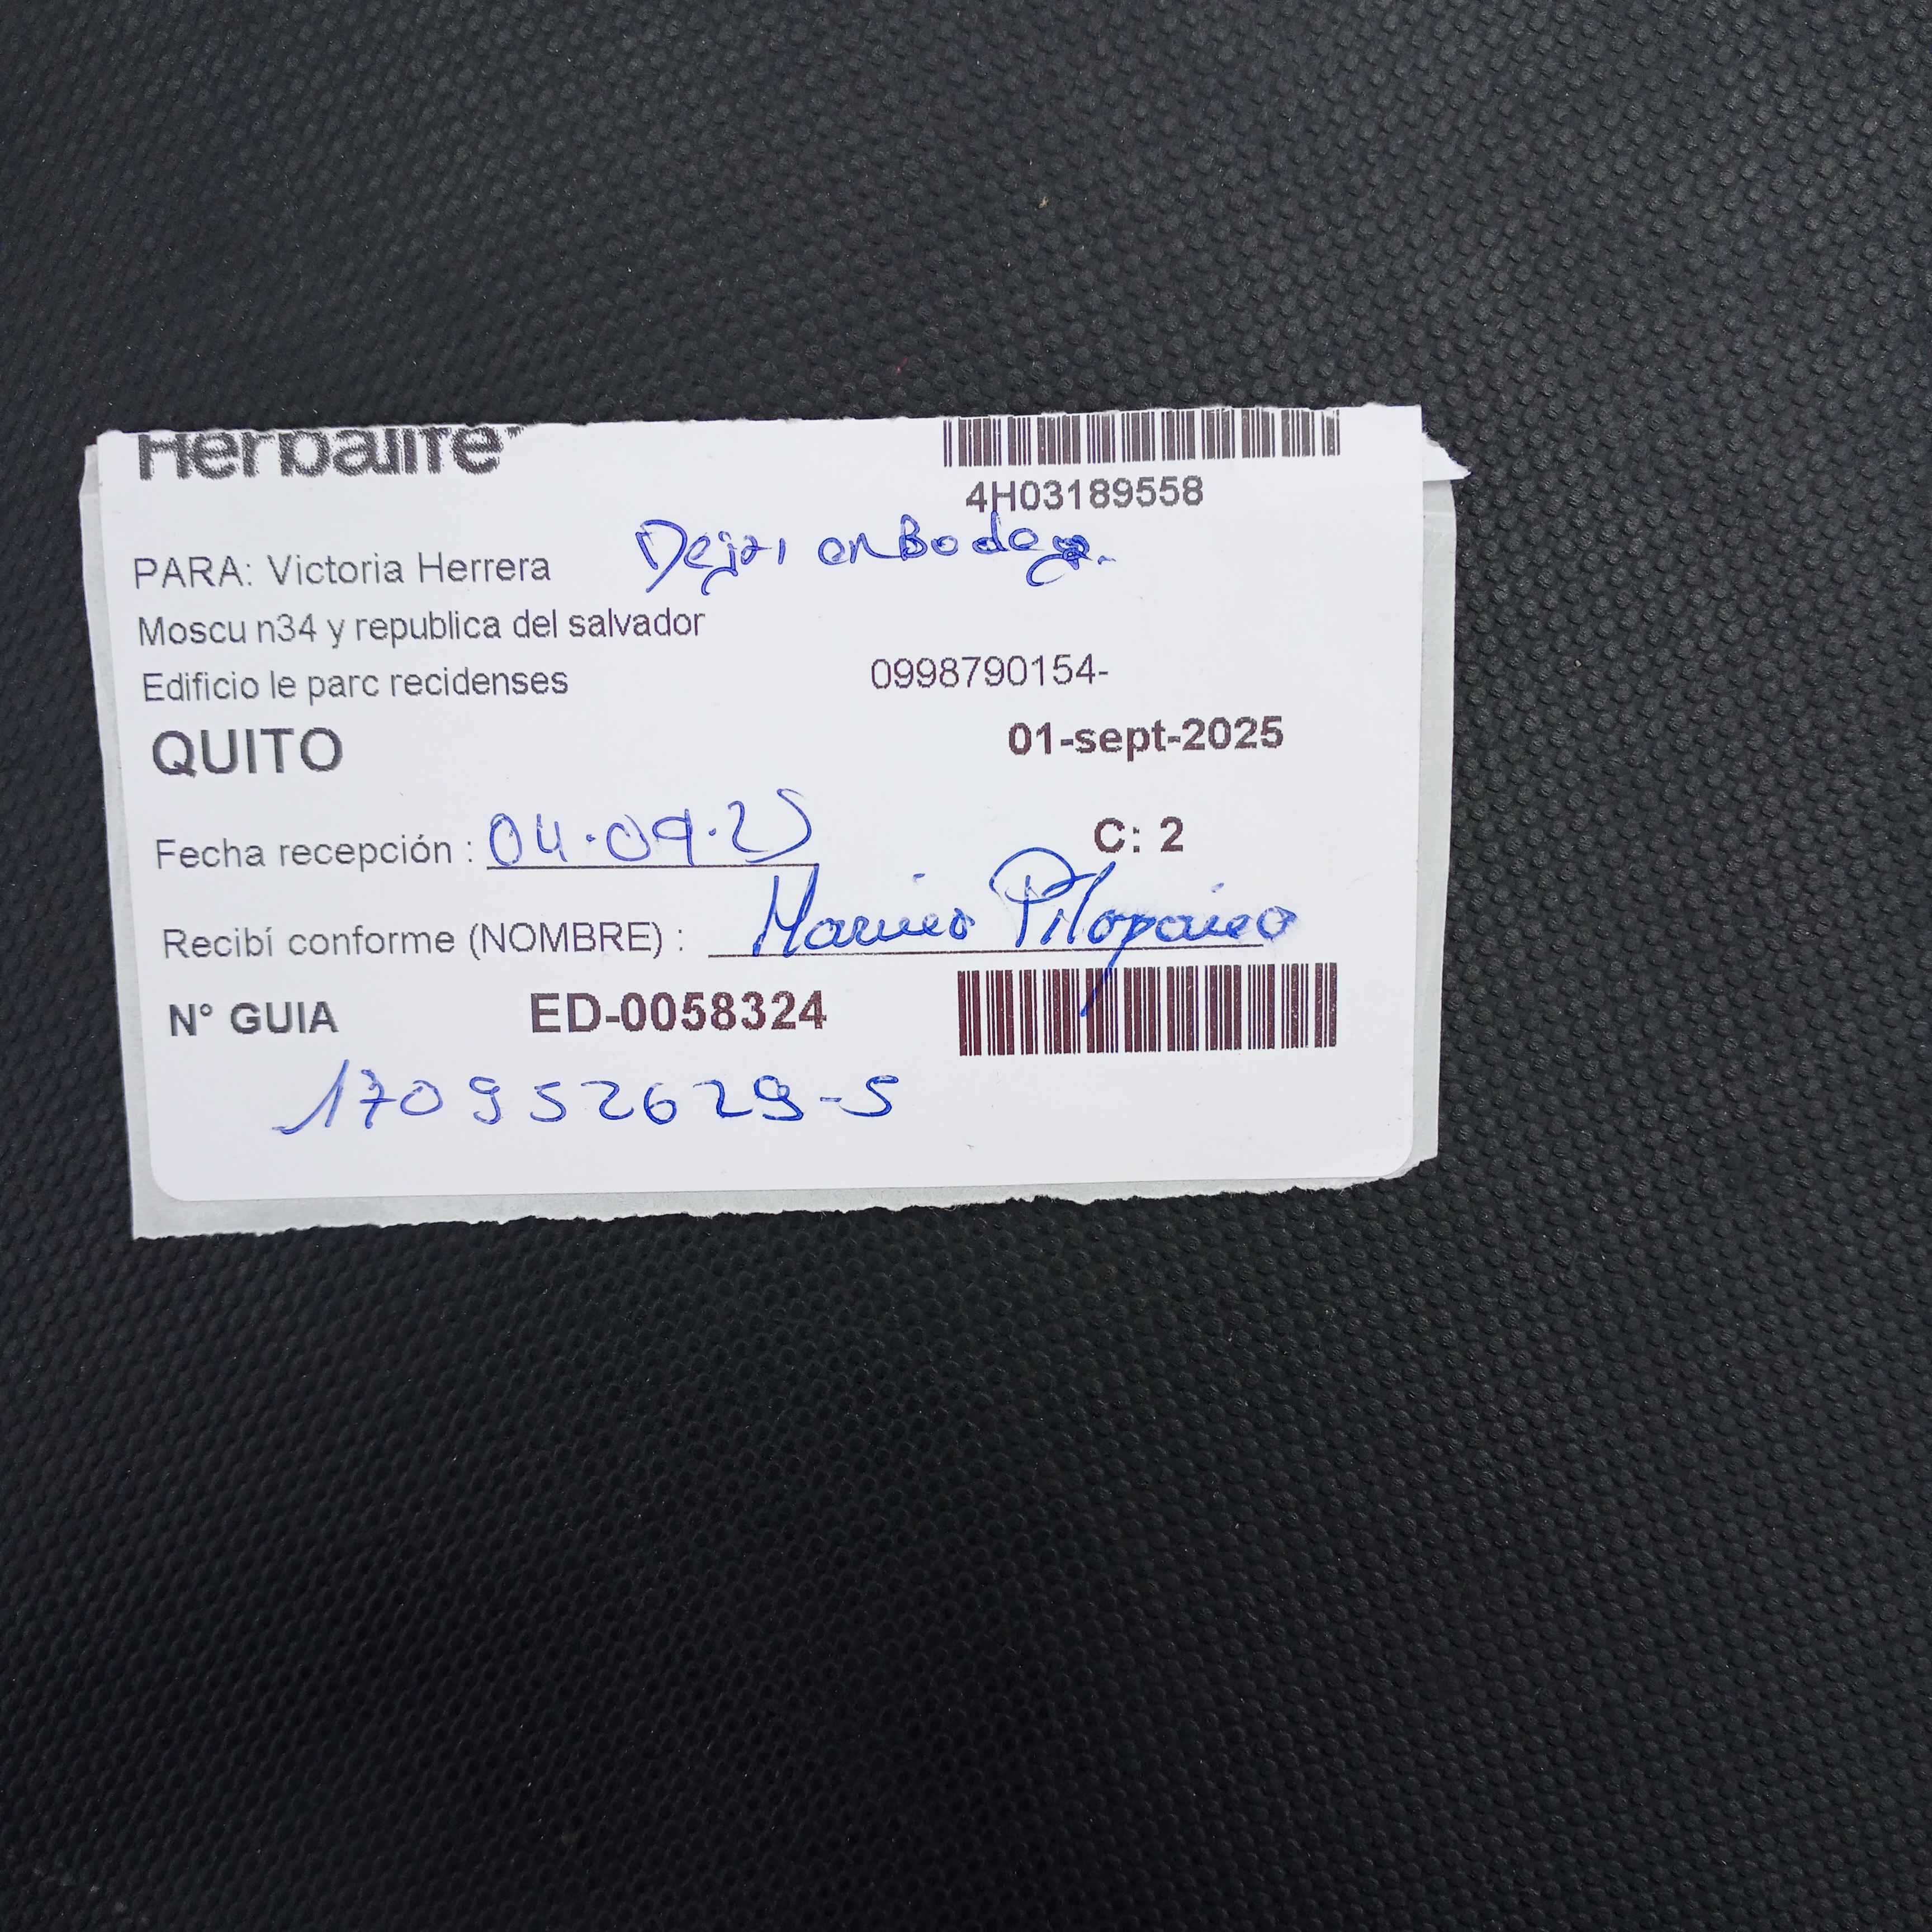 Herbalife
4H03189558
Dejar en Bodega.
PARA: Victoria Herrera
Moscu n34 y republica del salvador
Edificio le parc recidenses 0998790154-
QUITO 01-sept-2025
Fecha recepción : 04.09.25 C: 2
Recibí conforme (NOMBRE) :
N° GUIA ED-0058324
170952629-5